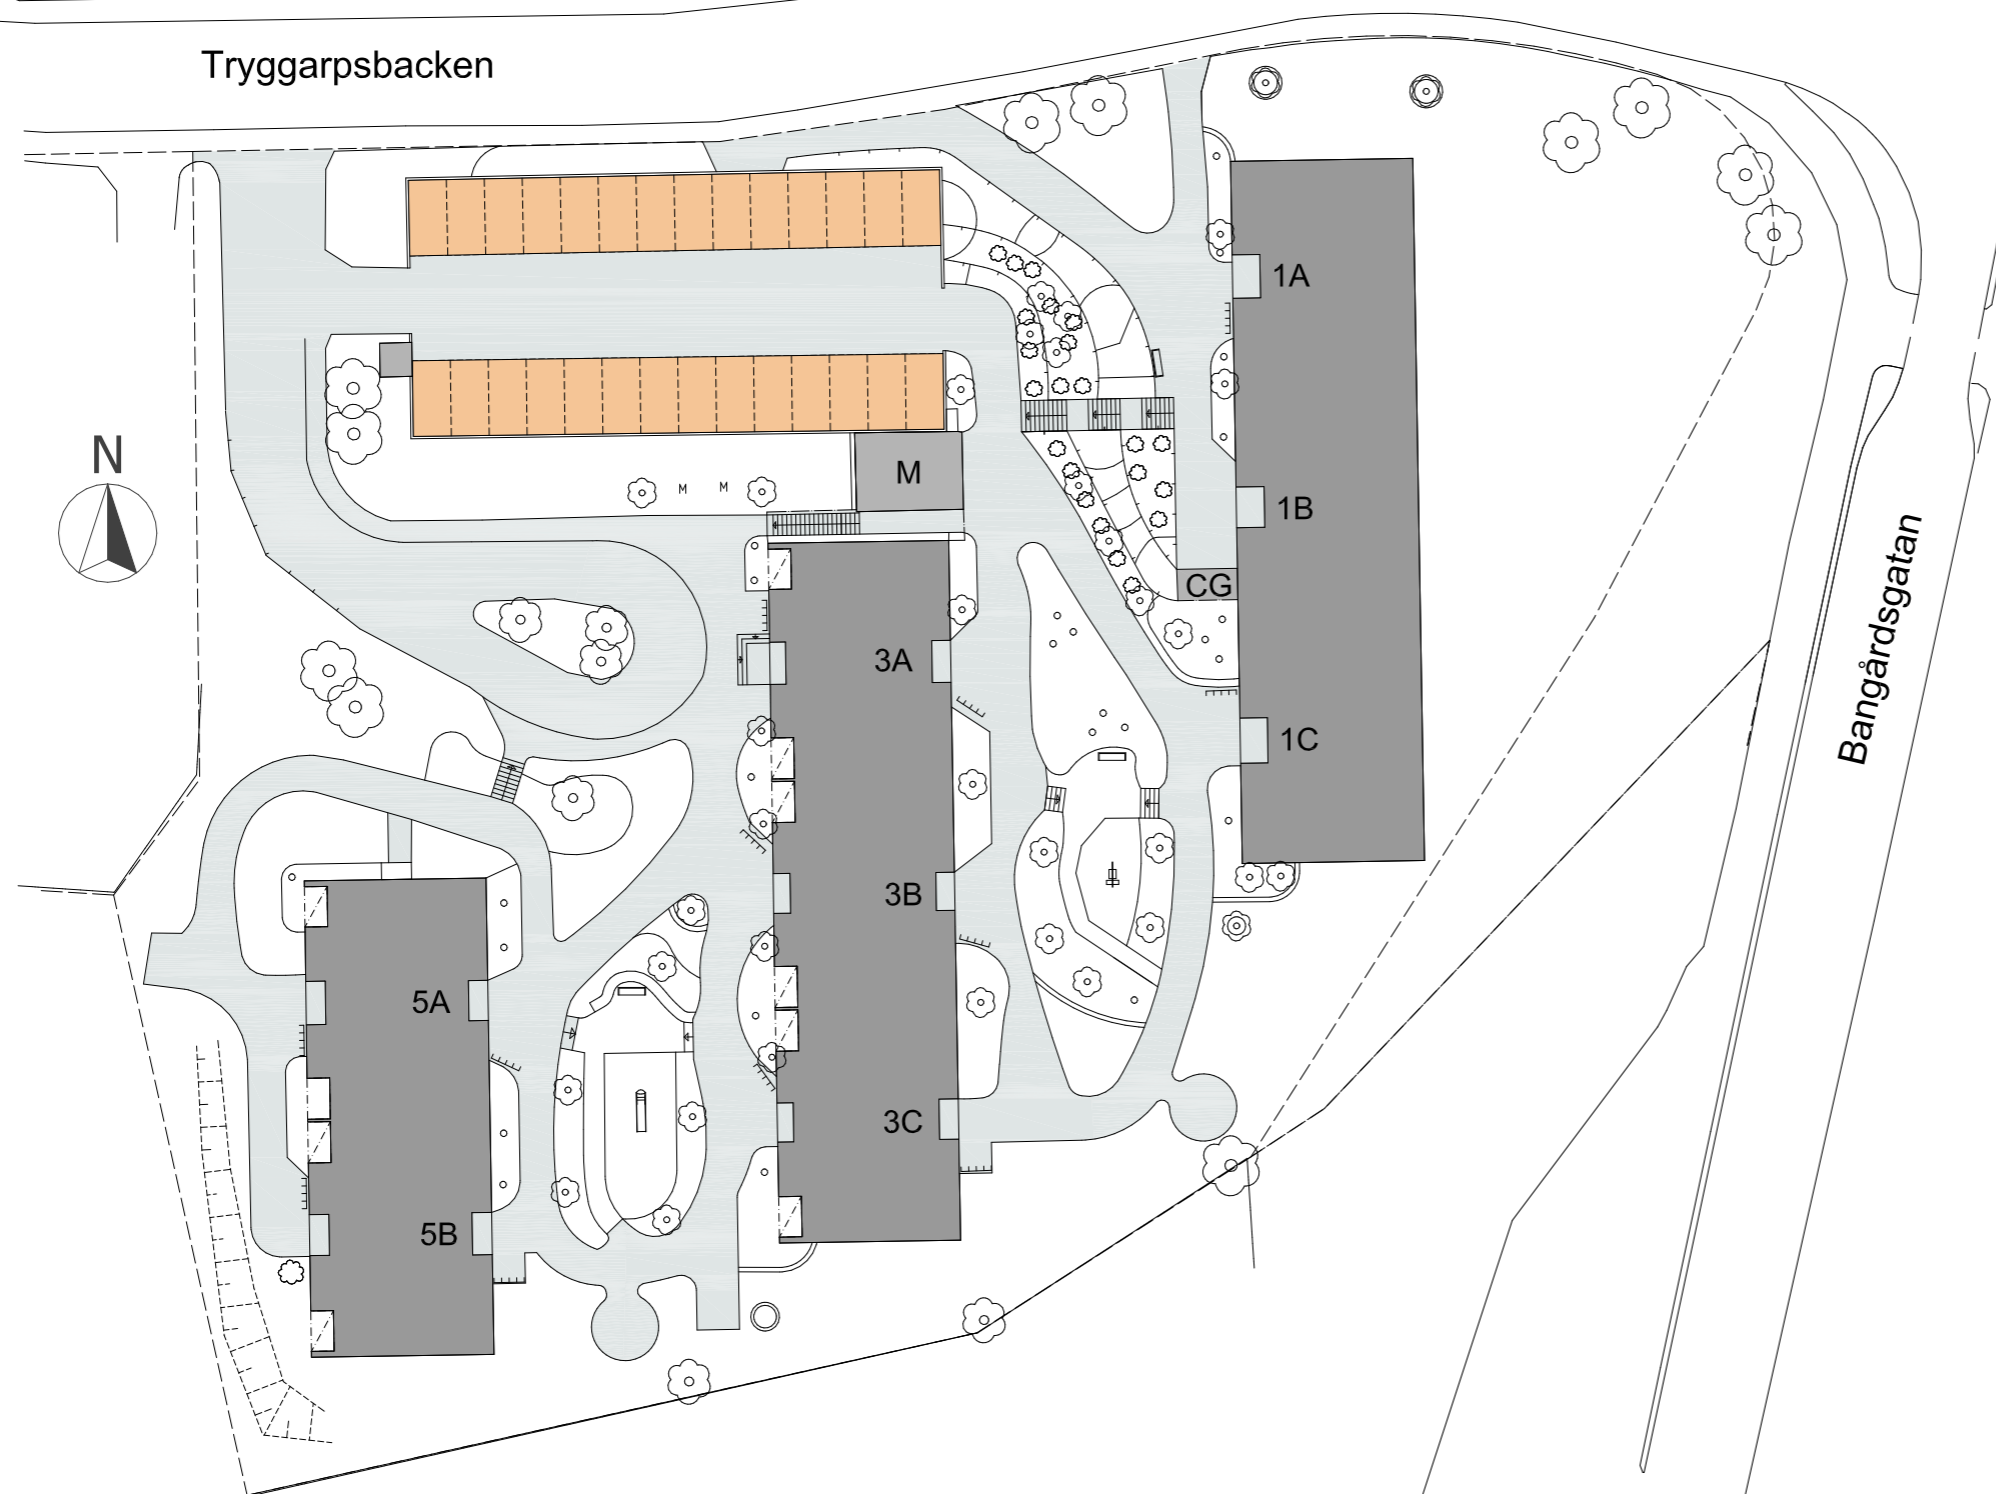 Tryggarpsbacken
1A
N
M
M M
1B
CG
Bangårdsgatan
3A
1C
3B
5A
3C
5B